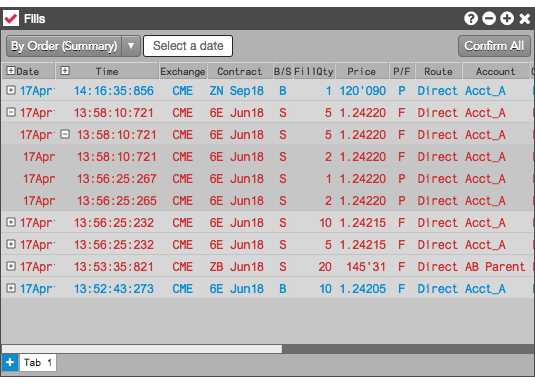 Fills
By Order (Summary) Select a date Confirm All
Date Time Exchange Contract B/S FillQty Price P/F Route Account
17Apr 14:16:35:856 CME ZN Sep18 B 1 120'090 P Direct Acct_A
17Apr 13:58:10:721 CME 6E Jun18 S 5 1.24220 F Direct Acct_A
17Apr 13:58:10:721 CME 6E Jun18 S 5 1.24220 F Direct Acct_A
17Apr 13:58:10:721 CME 6E Jun18 S 2 1.24220 F Direct Acct_A
17Apr 13:56:25:267 CME 6E Jun18 S 1 1.24220 P Direct Acct_A
17Apr 13:56:25:265 CME 6E Jun18 S 2 1.24220 P Direct Acct_A
17Apr 13:56:25:232 CME 6E Jun18 S 10 1.24215 F Direct Acct_A
17Apr 13:56:25:232 CME 6E Jun18 S 5 1.24215 F Direct Acct_A
17Apr 13:53:35:821 CME ZB Jun18 S 20 145'31 F Direct AB Parent
17Apr 13:52:43:273 CME 6E Jun18 B 10 1.24205 F Direct Acct_A
Tab 1